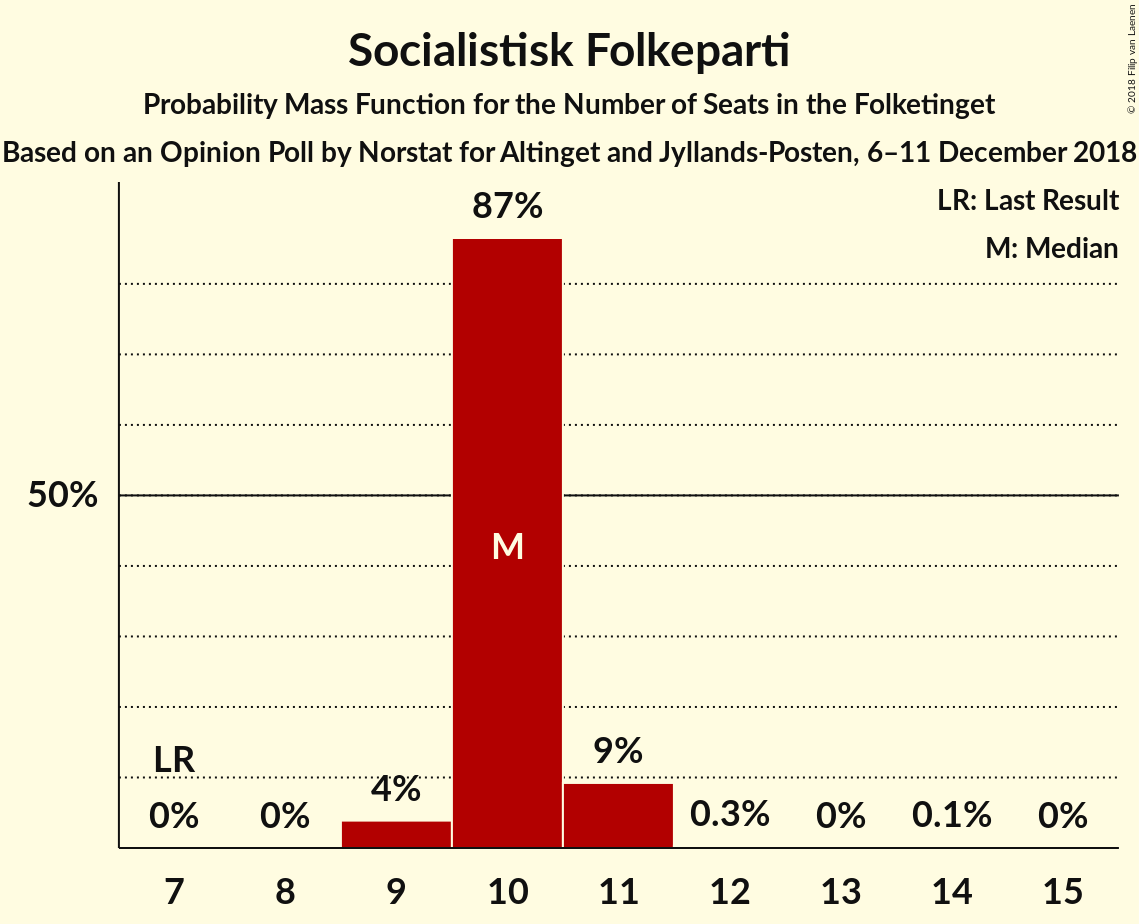 Socialistisk Folkeparti
Probability Mass Function for the Number of Seats in the Folketinget
Based on an Opinion Poll by Norstat for Altinget and Jyllands-Posten, 6–11 December 2018
© 2018 Filip van Laenen
LR: Last Result
M: Median
87%
50%
M
LR
9%
4%
0% 0% 0.3% 0% 0.1% 0%
7 8 9 10 11 12 13 14 15